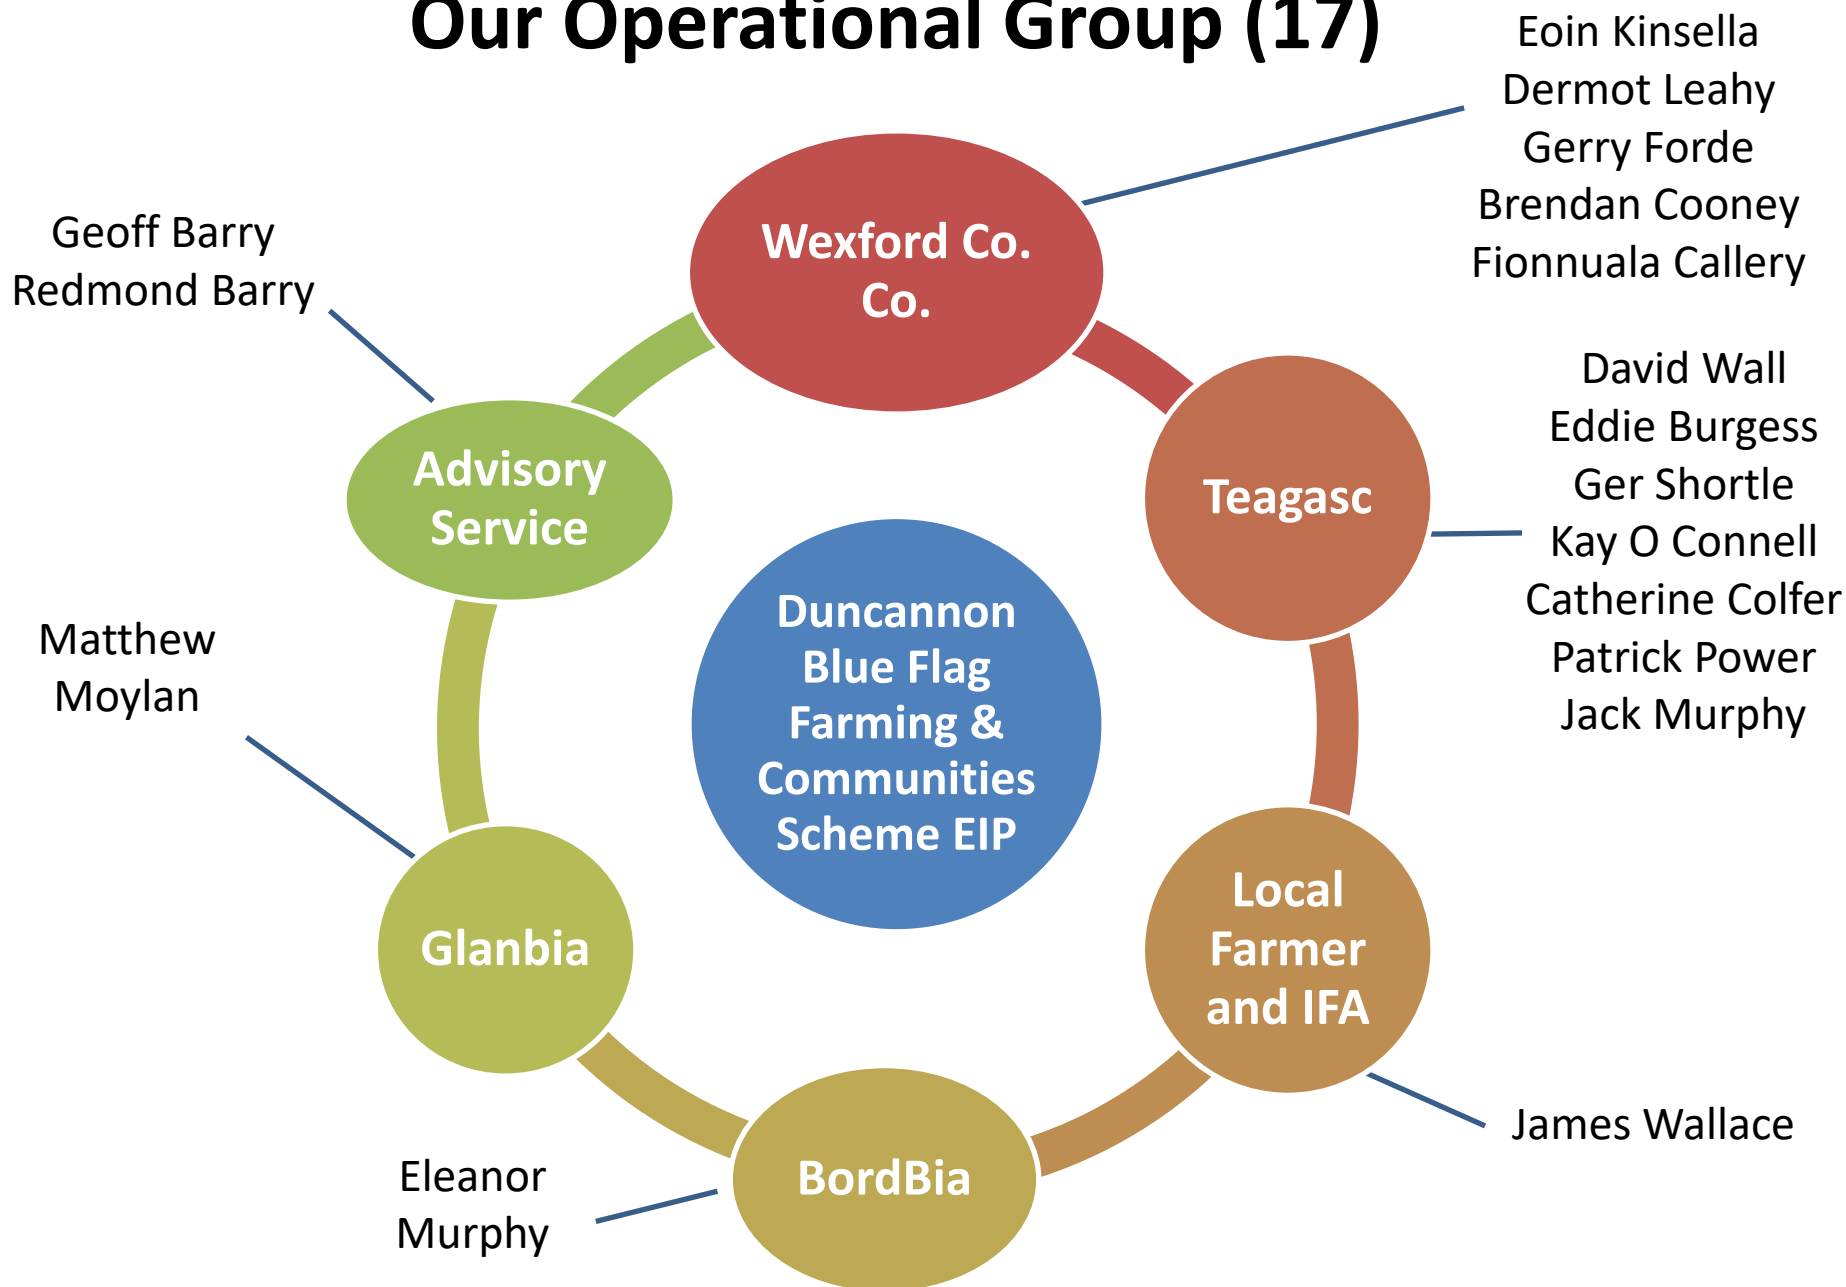 Our Operational Group (17)
Eoin Kinsella
Dermot Leahy
Gerry Forde
Brendan Cooney
Fionnuala Callery
Geoff Barry
Redmond Barry
Wexford Co.
Co.
David Wall
Eddie Burgess
Ger Shortle
Kay O Connell
Catherine Colfer
Patrick Power
Jack Murphy
Advisory
Service
Teagasc
Matthew
Moylan
Duncannon
Blue Flag
Farming &
Communities
Scheme EIP
Glanbia
Local
Farmer
and IFA
James Wallace
Eleanor
Murphy
BordBia